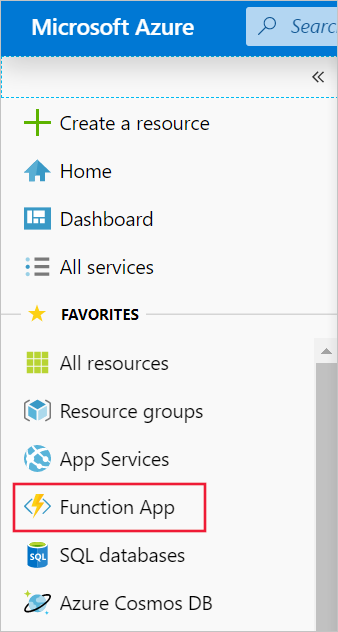 Microsoft Azure
Searc
Create a resource
Home
Dashboard
All services
FAVORITES
All resources
Resource groups
App Services
Function App
SQL databases
Azure Cosmos DB